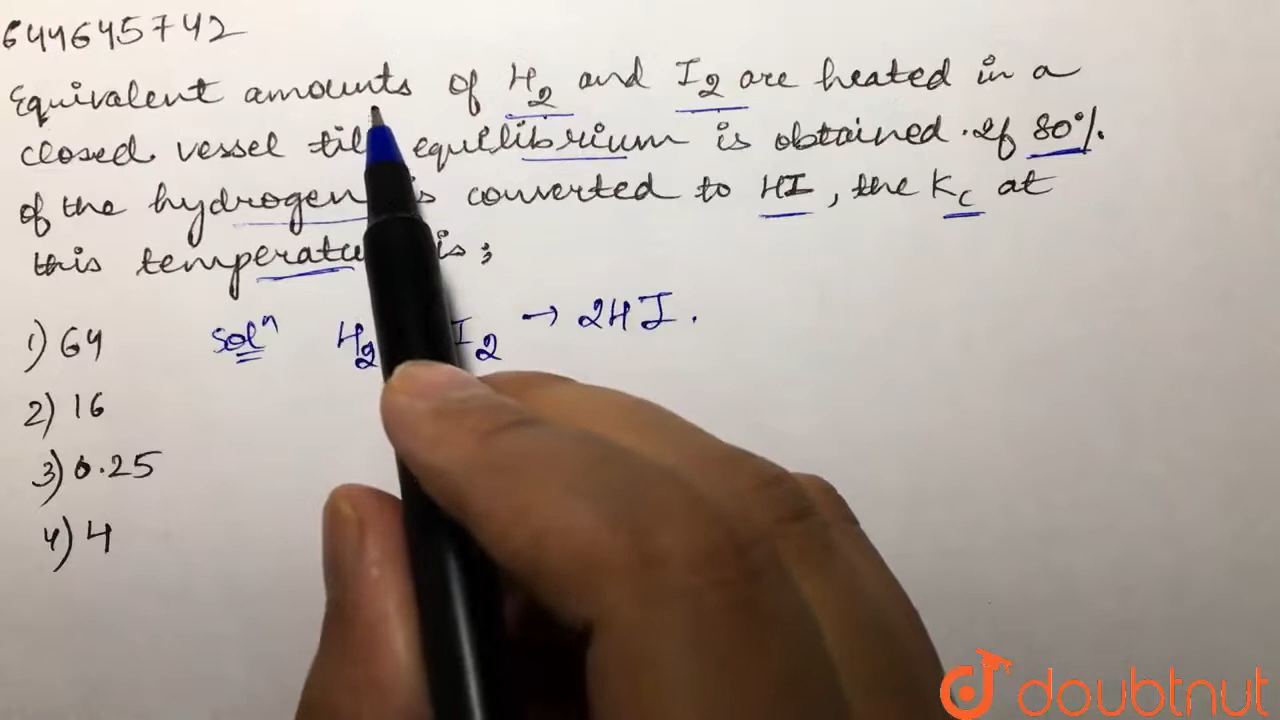 644645742
Equivalent amounts of H2 and I2 are heated in a
closed vessel till equilibrium is obtained. If 80%.
of the hydrogen is converted to HI, the Kc at
this temperature is;
1) 64
Solⁿ H2 I2 → 2HI.
2) 16
3) 0.25
4) 4
doubtnut